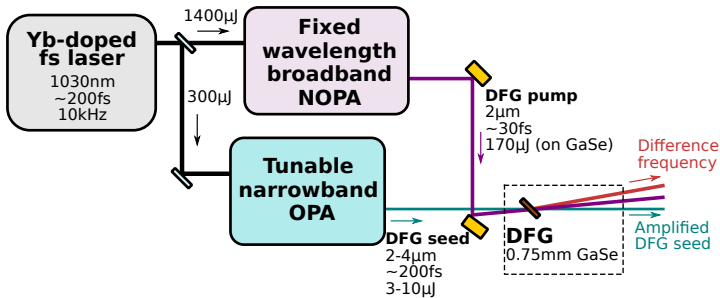 1400µJ
Yb-doped
fs laser
1030nm
~200fs
10kHz
Fixed
wavelength
broadband
NOPA
300µJ
DFG pump
2µm
~30fs
170µJ (on GaSe)
Tunable
narrowband
OPA
Difference
frequency
DFG seed
2-4µm
~200fs
3-10µJ
DFG
0.75mm GaSe
Amplified
DFG seed